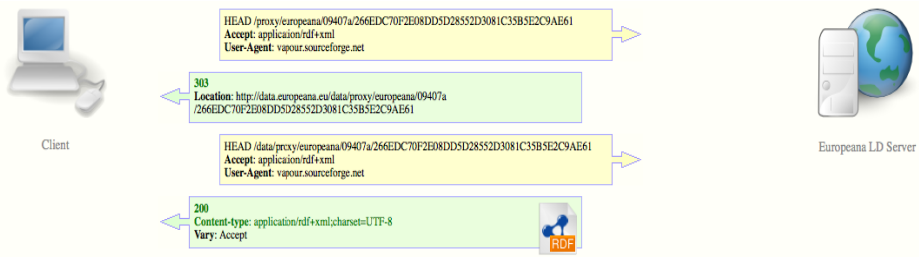 HEAD /proxy/europeana/09407a/266EDC70F2E08DD5D28552D3081C35B5E2C9AE61
Accept: applicaion/rdf+xml
User-Agent: vapour.sourceforge.net
303
Location: http://data.europeana.eu/data/proxy/europeana/09407a
/266EDC70F2E08DD5D28552D3081C35B5E2C9AE61
Client
Europeana LD Server
HEAD /data/prcxy/europeana/09407a/266EDC70F2E08DD5D28552D3081C35B5E2C9AE61
Accept: applicaion/rdf+xml
User-Agent: vapour.sourceforge.net
200
Content-type: application/rdf+xml;charset=UTF-8
Vary: Accept
RDF